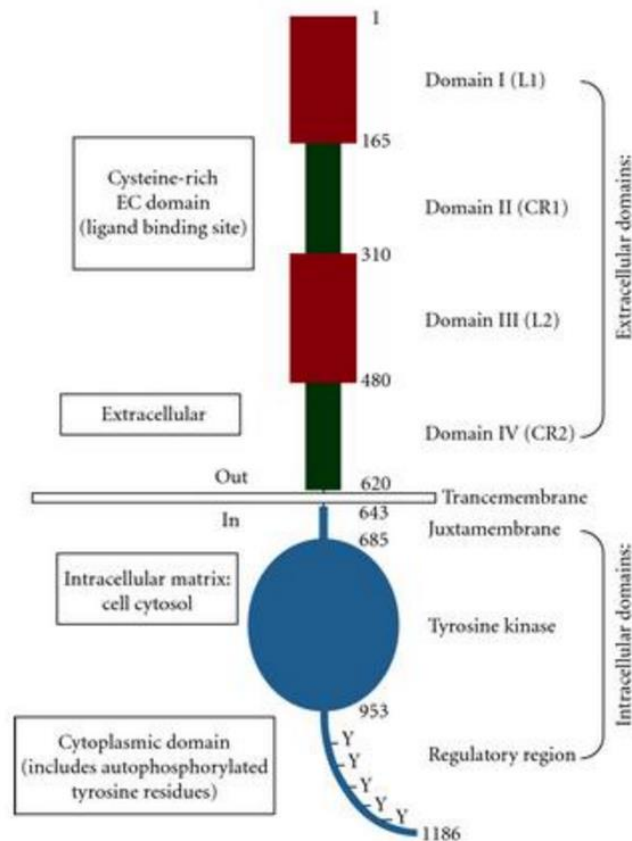 1
Domain I (L1)
165
Cysteine-rich
EC domain
(ligand binding site)
Domain II (CR1)
310
Domain III (L2)
480
Extracellular
Domain IV (CR2)
Extracellular domains:
Out
620
Trancemembrane
In
643
Juxtamembrane
685
Intracellular matrix:
cell cytosol
Tyrosine kinase
953
Cytoplasmic domain
(includes autophosphorylated
tyrosine residues)
Y
Y
Y
Y
Y
Regulatory region
1186
Intracellular domains: